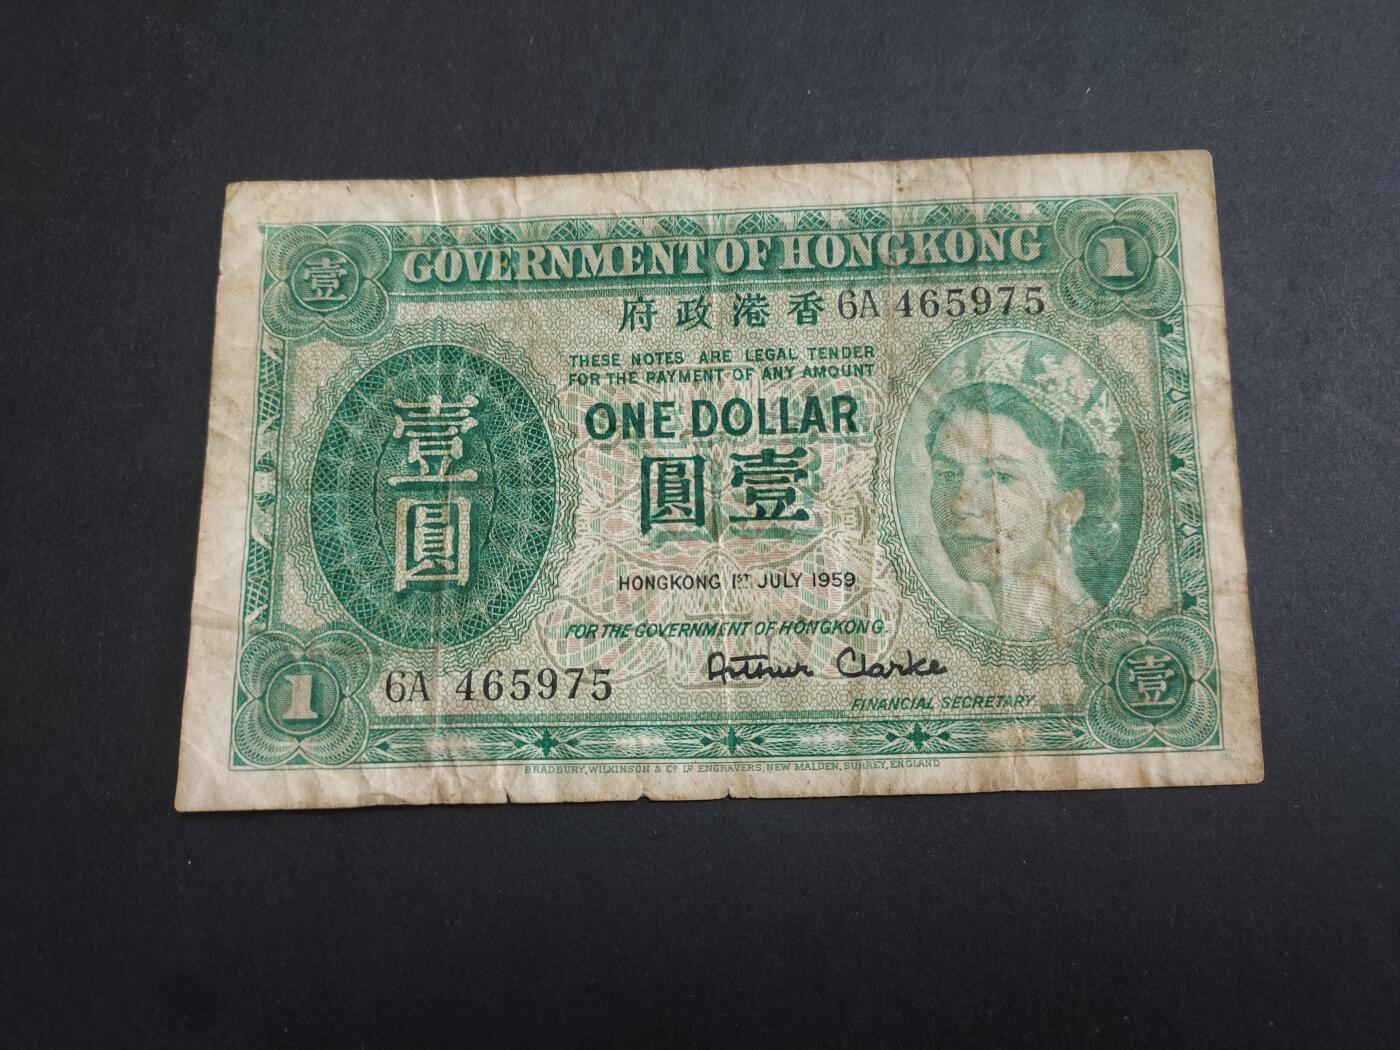 壹
GOVERNMENT OF HONGKONG
1
府政港香
6A 465975
THESE NOTES ARE LEGAL TENDER
FOR THE PAYMENT OF ANY AMOUNT
ONE DOLLAR
圓壹
壹圓
HONGKONG 1ST JULY 1959
FOR THE GOVERNMENT OF HONGKONG.
Arthur Clarke
6A 465975
FINANCIAL SECRETARY
1
壹
BRADBURY, WILKINSON & Co Ld ENGRAVERS, NEW MALDEN, SURREY, ENGLAND